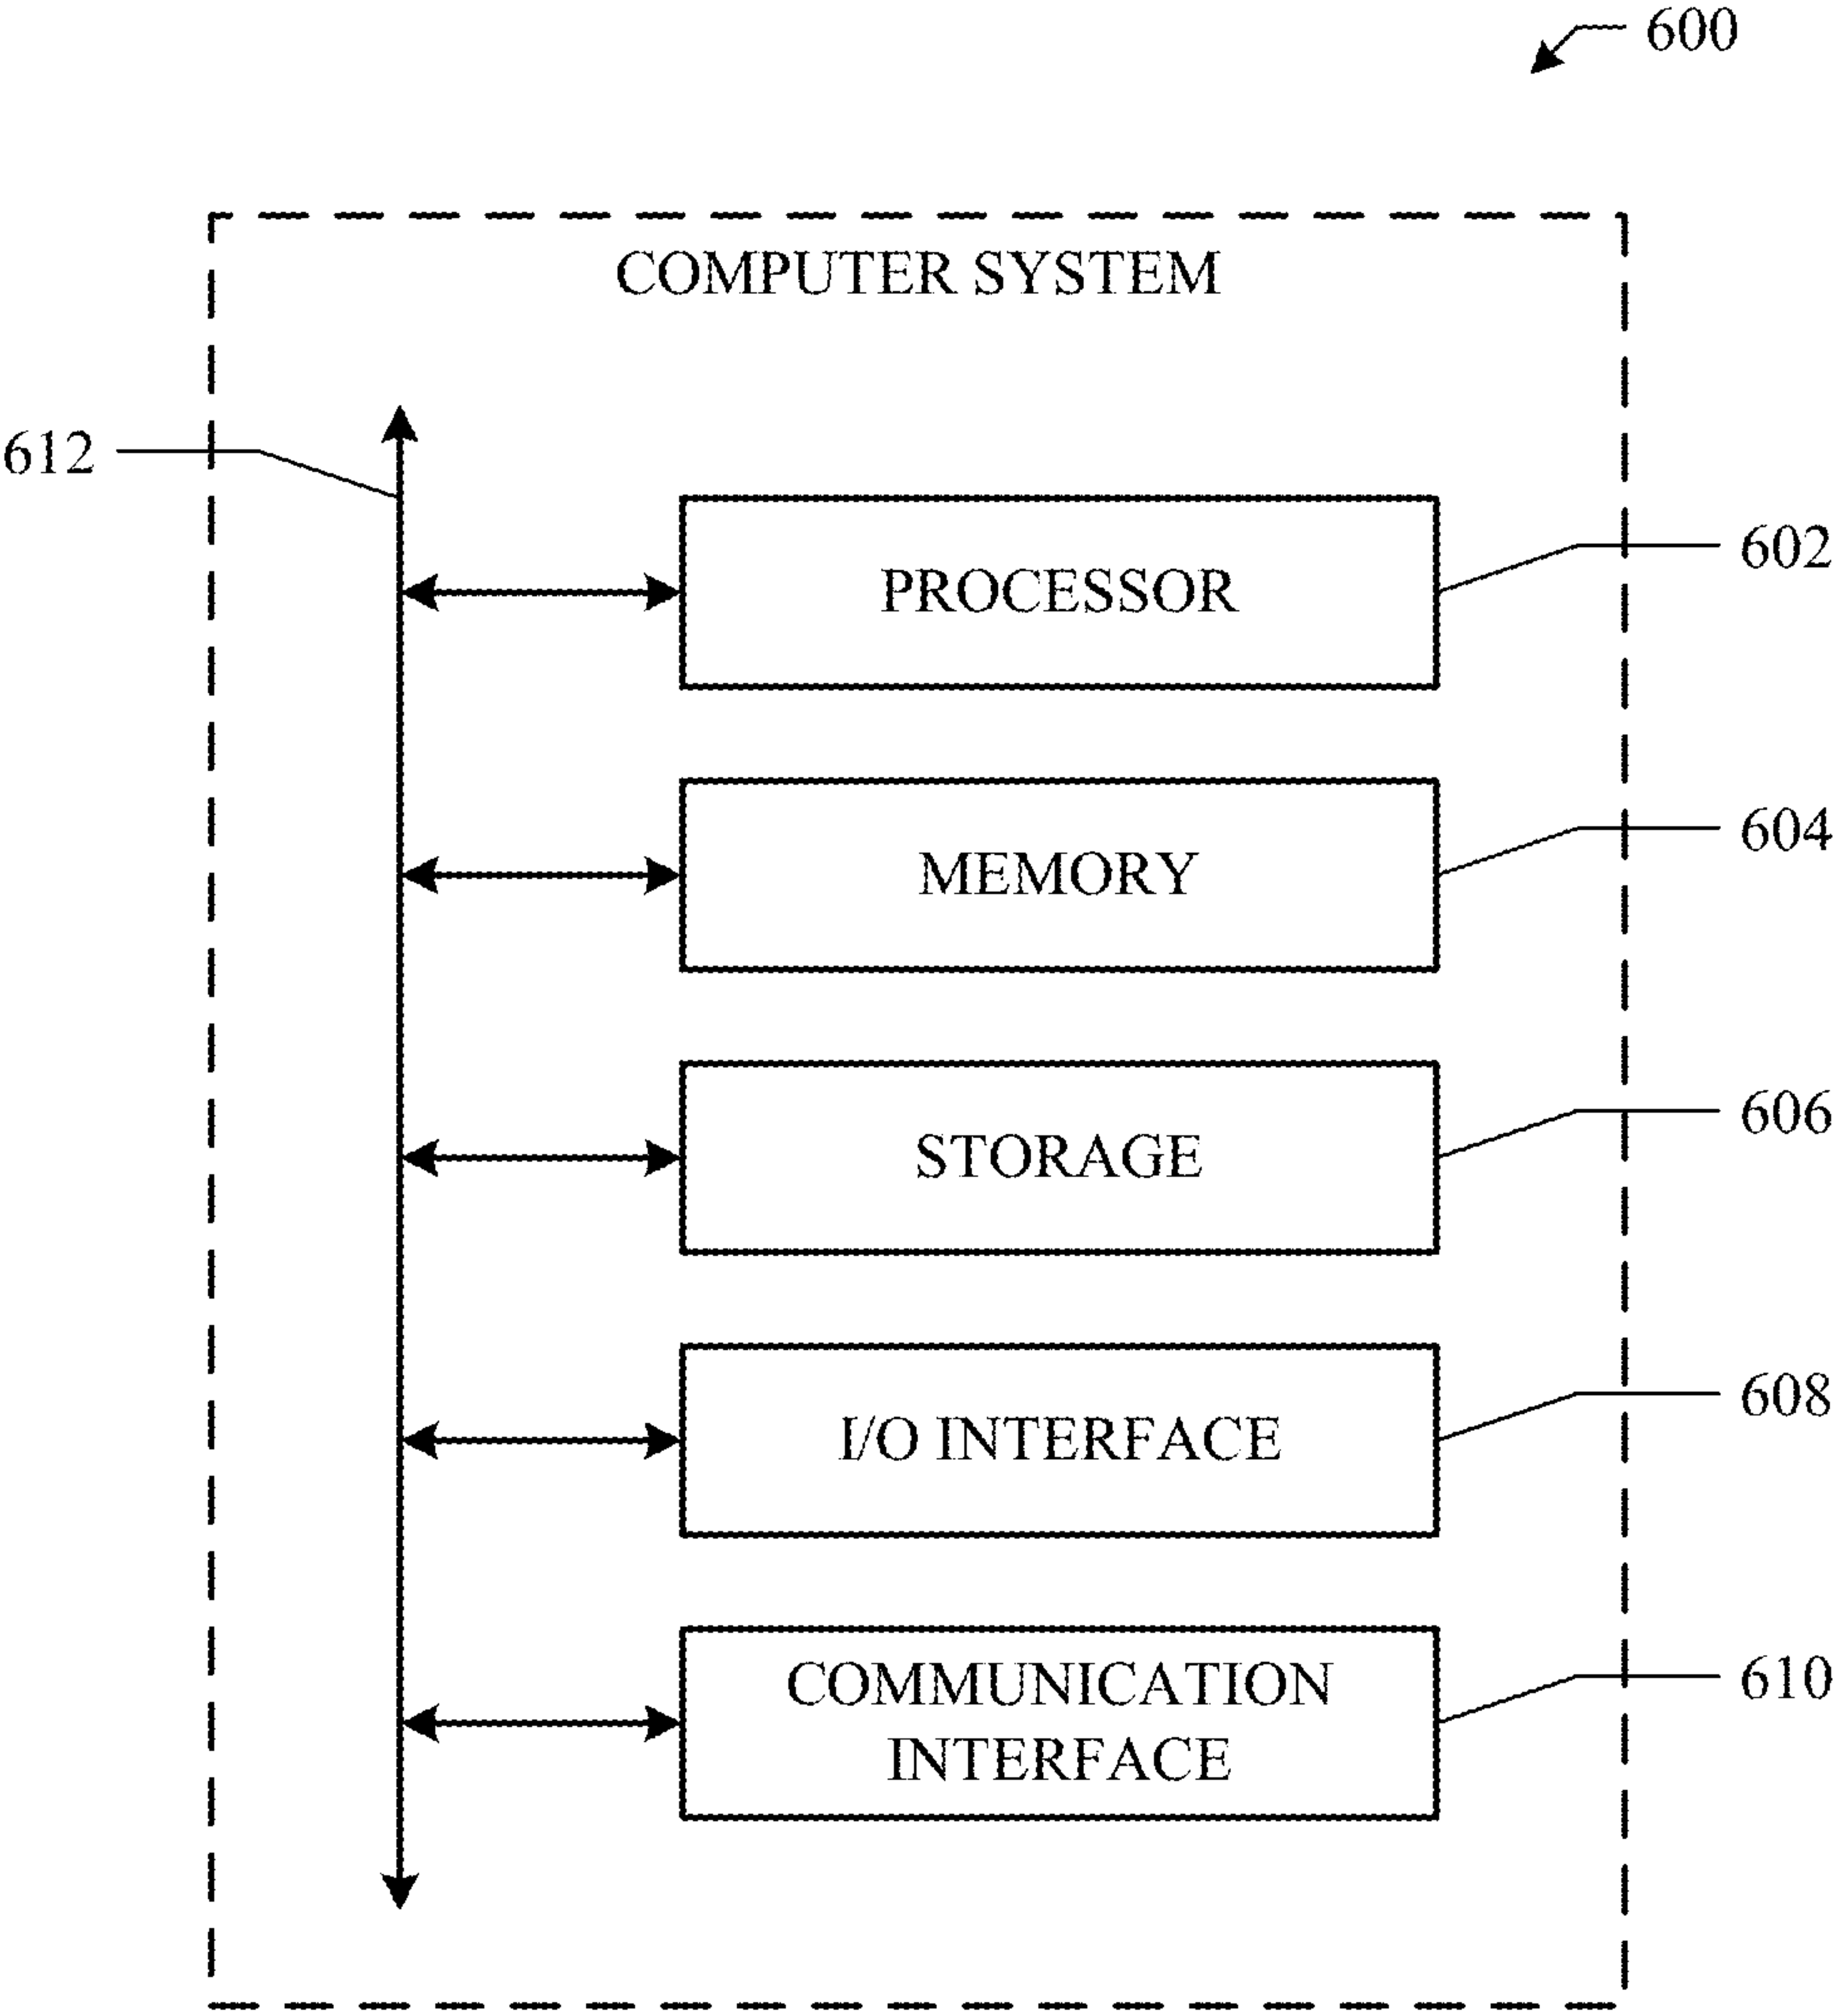 600
COMPUTER SYSTEM
612
PROCESSOR
602
MEMORY
604
STORAGE
606
I/O INTERFACE
608
COMMUNICATION
INTERFACE
610